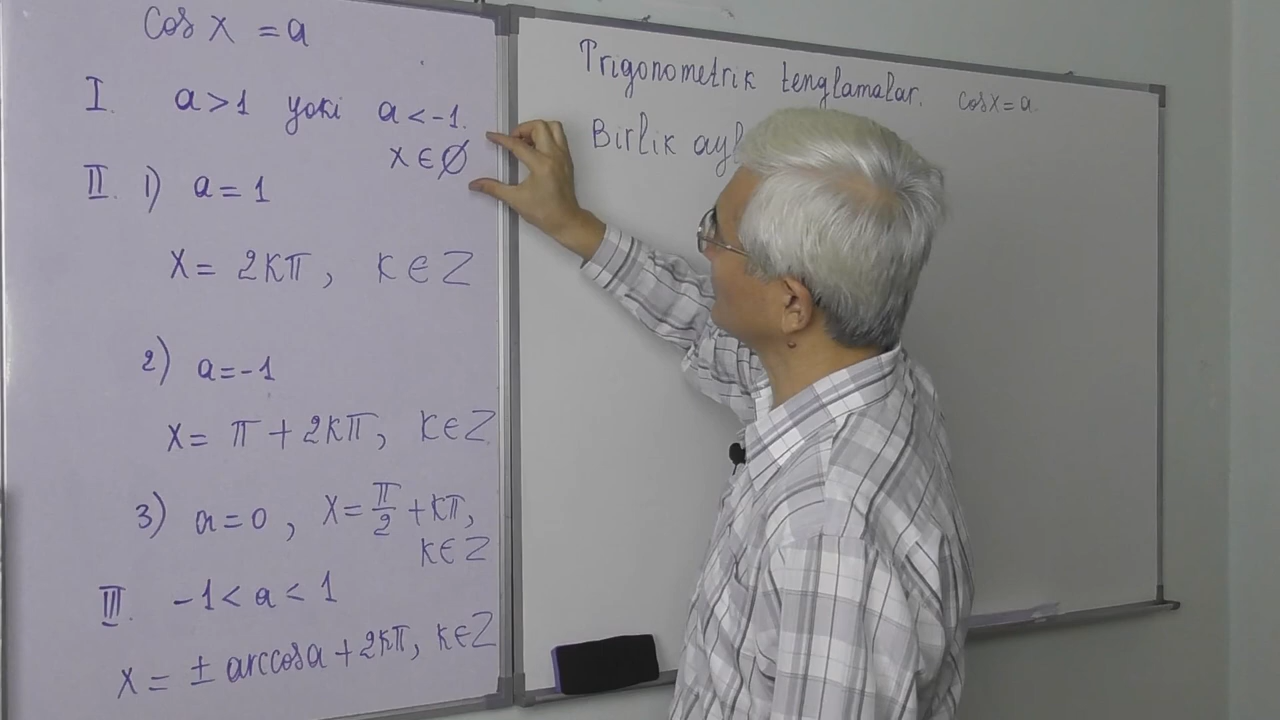 cos x = a
I. a > 1 yoki a < -1.
x ∈ ∅
II. 1) a = 1
x = 2kπ, k ∈ Z
2) a = -1
x = π + 2kπ, k ∈ Z
3) a = 0, x = π/2 + kπ,
k ∈ Z
III. -1 < a < 1
x = ± arccos a + 2kπ, k ∈ Z
Trigonometrik tenglamalar. cos x = a.
Birlik